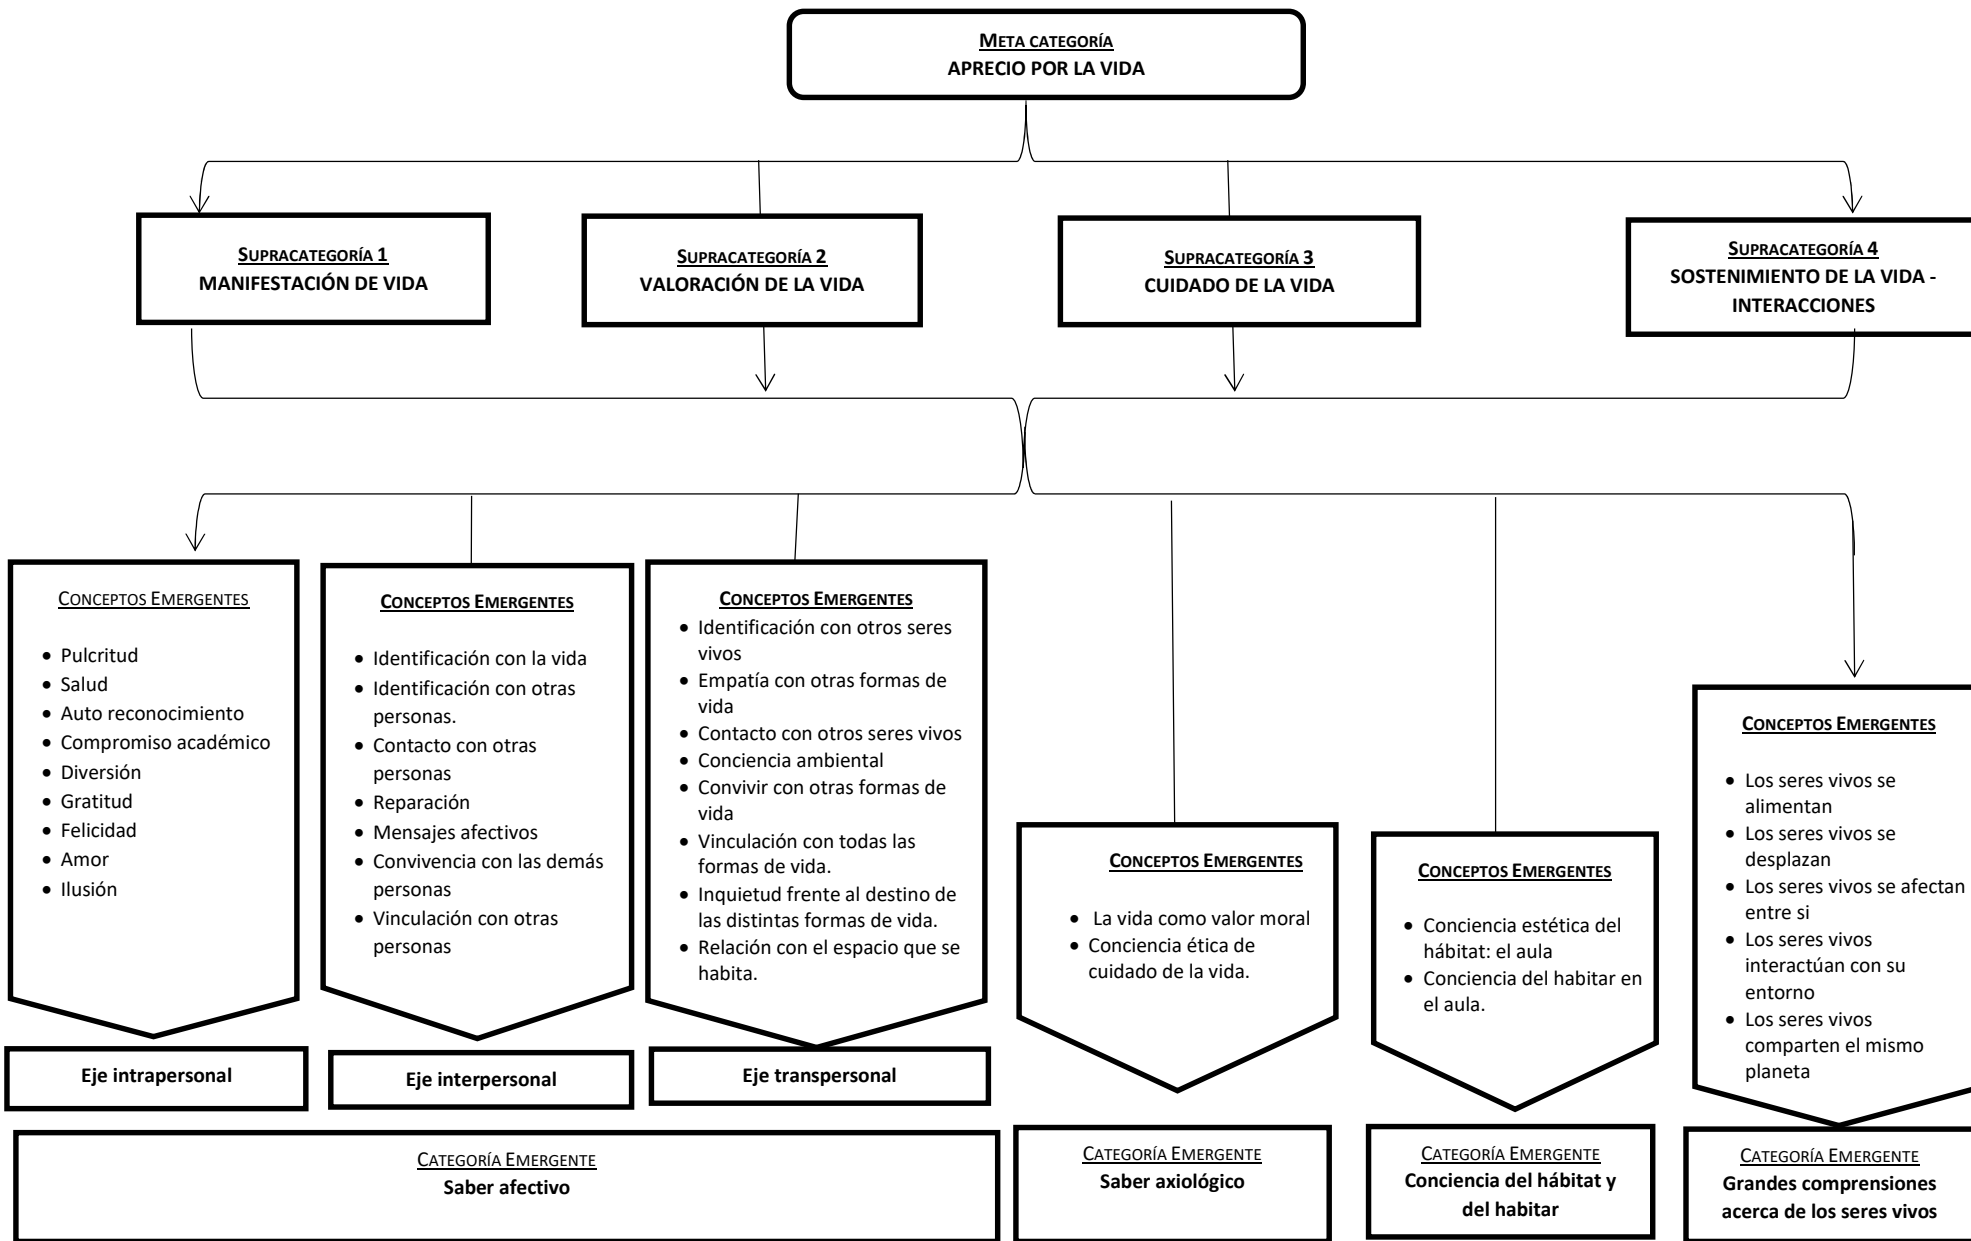 META CATEGORÍA
APRECIO POR LA VIDA
SUPRACATEGORÍA 1
MANIFESTACIÓN DE VIDA
SUPRACATEGORÍA 2
VALORACIÓN DE LA VIDA
SUPRACATEGORÍA 3
CUIDADO DE LA VIDA
SUPRACATEGORÍA 4
SOSTENIMIENTO DE LA VIDA -
INTERACCIONES
CONCEPTOS EMERGENTES
• Pulcritud
• Salud
• Auto reconocimiento
• Compromiso académico
• Diversión
• Gratitud
• Felicidad
• Amor
• Ilusión
Eje intrapersonal
CONCEPTOS EMERGENTES
• Identificación con la vida
• Identificación con otras
personas.
• Contacto con otras
personas
• Reparación
• Mensajes afectivos
• Convivencia con las demás
personas
• Vinculación con otras
personas
Eje interpersonal
CONCEPTOS EMERGENTES
• Identificación con otros seres
vivos
• Empatía con otras formas de
vida
• Contacto con otros seres vivos
• Conciencia ambiental
• Convivir con otras formas de
vida
• Vinculación con todas las
formas de vida.
• Inquietud frente al destino de
las distintas formas de vida.
• Relación con el espacio que se
habita.
Eje transpersonal
CATEGORÍA EMERGENTE
Saber afectivo
CONCEPTOS EMERGENTES
• La vida como valor moral
• Conciencia ética de
cuidado de la vida.
CATEGORÍA EMERGENTE
Saber axiológico
CONCEPTOS EMERGENTES
• Conciencia estética del
hábitat: el aula
• Conciencia del habitar en
el aula.
CATEGORÍA EMERGENTE
Conciencia del hábitat y
del habitar
CONCEPTOS EMERGENTES
• Los seres vivos se
alimentan
• Los seres vivos se
desplazan
• Los seres vivos se afectan
entre si
• Los seres vivos
interactúan con su
entorno
• Los seres vivos
comparten el mismo
planeta
CATEGORÍA EMERGENTE
Grandes comprensiones
acerca de los seres vivos